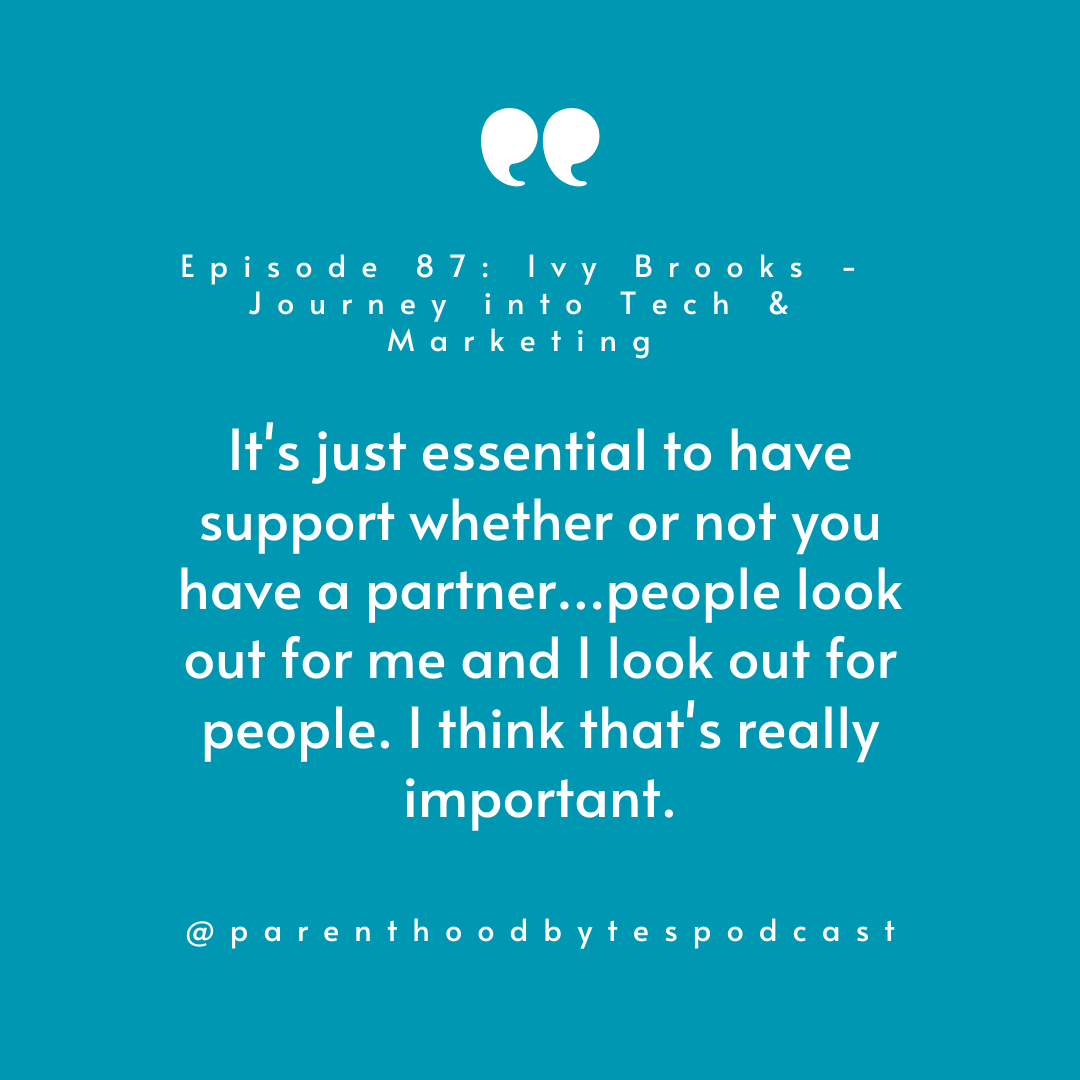 Episode 87: Ivy Brooks -
Journey into Tech &
Marketing
It's just essential to have
support whether or not you
have a partner...people look
out for me and I look out for
people. I think that's really
important.
@parenthoodbytespodcast